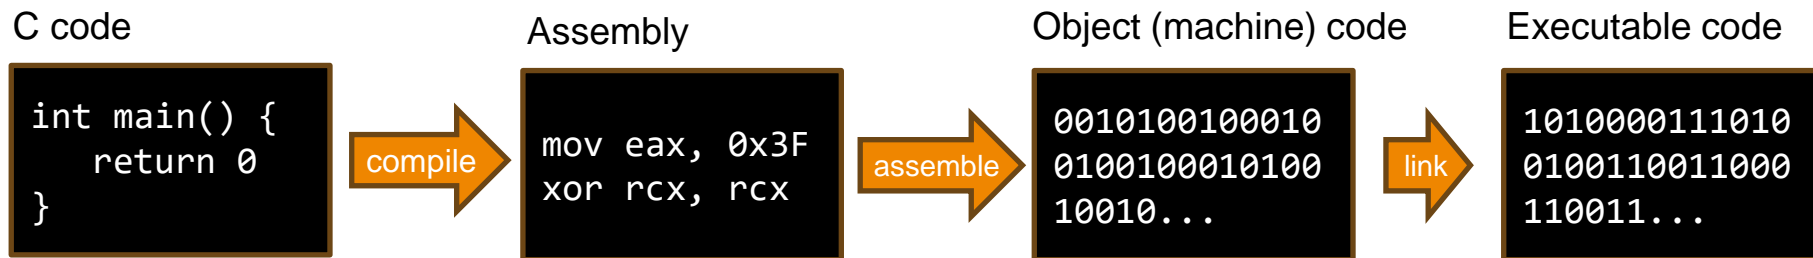 C code
int main() {
return 0
}
compile
Assembly
mov eax, 0x3F
xor rcx, rcx
assemble
Object (machine) code
0010100100010
0100100010100
10010...
link
Executable code
1010000111010
0100110011000
110011...